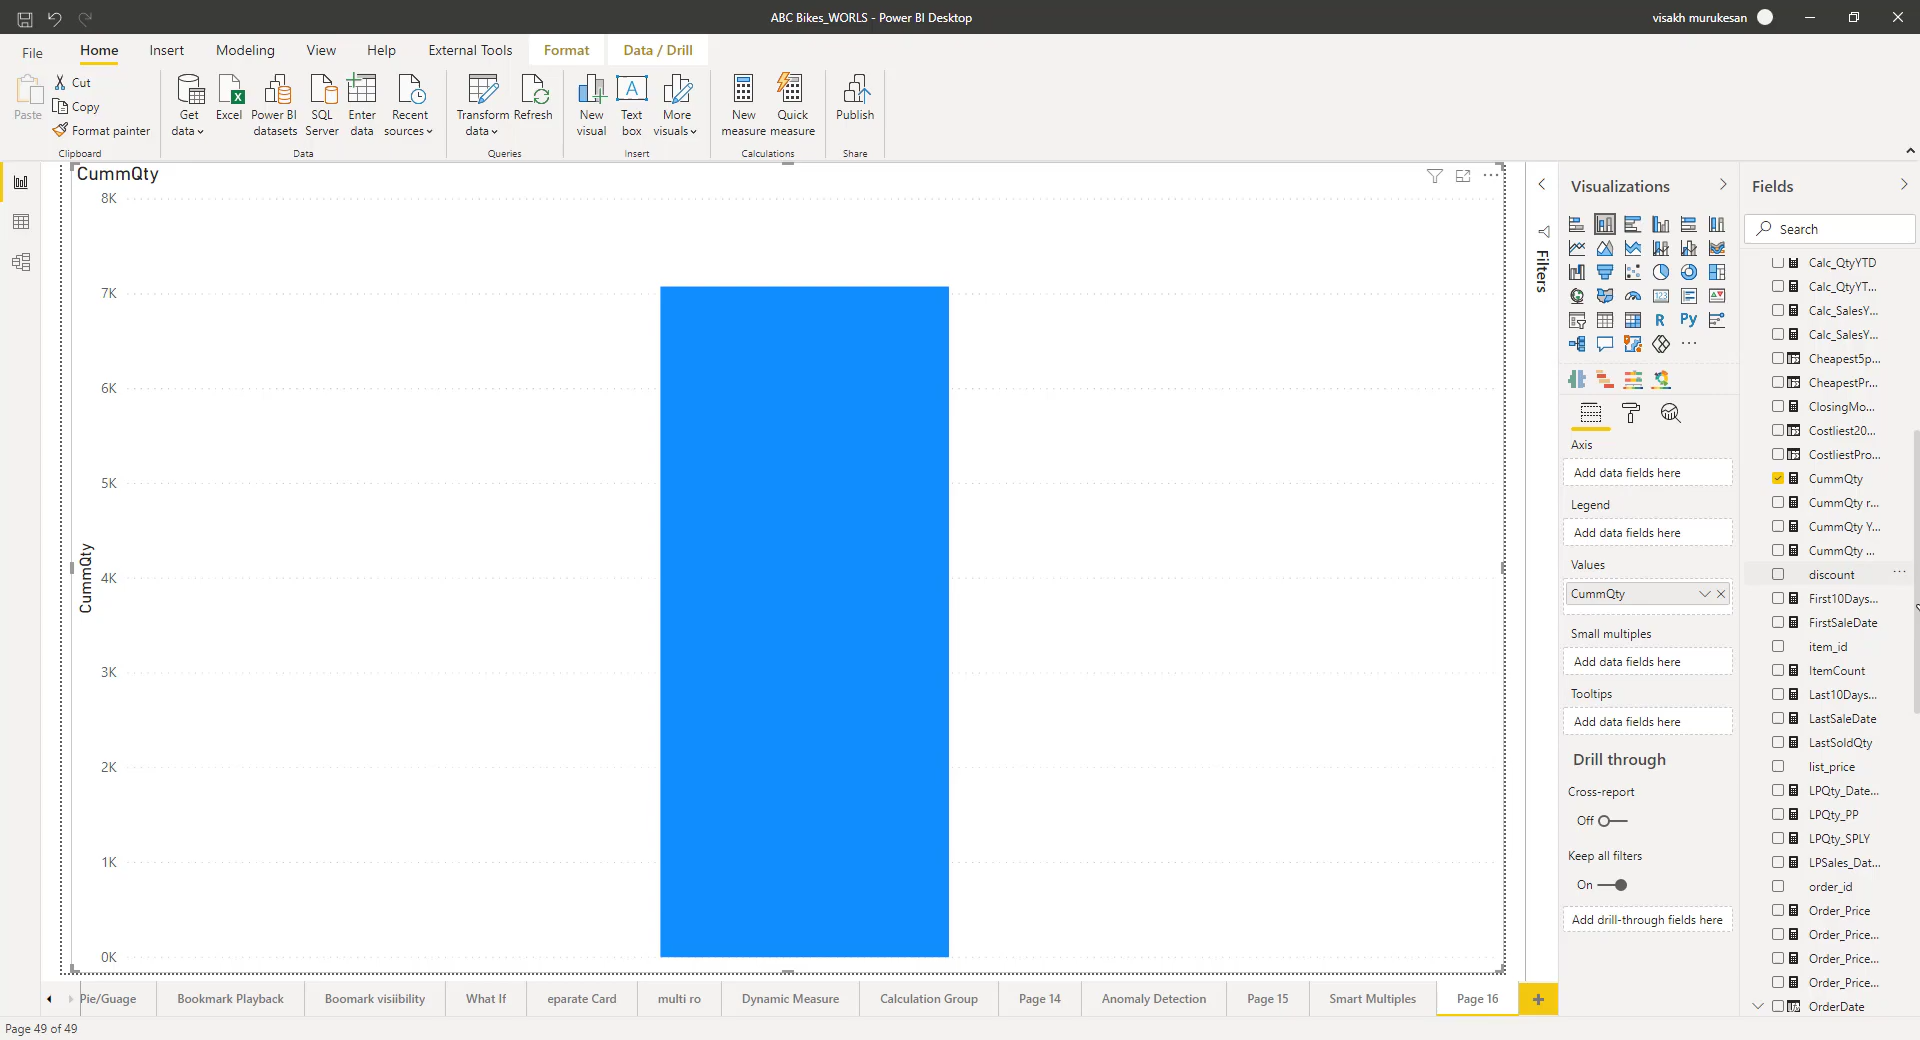 ABC Bikes_WORLS - Power BI Desktop
visakh murukesan
File
Home
Insert
Modeling
View
Help
External Tools
Format
Data / Drill
Paste
Cut
Copy
Format painter
Clipboard
Get data
Excel
Power BI datasets
SQL Server
Enter data
Recent sources
Data
Transform data
Refresh
Queries
New visual
Text box
More visuals
Insert
New measure
Quick measure
Calculations
Publish
Share
CummQty
8K
7K
6K
5K
4K
3K
2K
1K
0K
CummQty
Filters
Visualizations
R
Py
123
Axis
Add data fields here
Legend
Add data fields here
Values
CummQty
Small multiples
Add data fields here
Tooltips
Add data fields here
Drill through
Cross-report
Off
Keep all filters
On
Add drill-through fields here
Fields
Search
Calc_QtyYTD
Calc_QtyYT...
Calc_SalesY...
Calc_SalesY...
Cheapest5p...
CheapestPr...
ClosingMo...
Costliest20...
CostliestPro...
CummQty
CummQty r...
CummQty Y...
CummQty ...
discount
First10Days...
FirstSaleDate
item_id
ItemCount
Last10Days...
LastSaleDate
LastSoldQty
list_price
LPQty_Date...
LPQty_PP
LPQty_SPLY
LPSales_Dat...
order_id
Order_Price
Order_Price...
Order_Price...
Order_Price...
OrderDate
Pie/Guage
Bookmark Playback
Boomark visiibility
What If
eparate Card
multi ro
Dynamic Measure
Calculation Group
Page 14
Anomaly Detection
Page 15
Smart Multiples
Page 16
Page 49 of 49